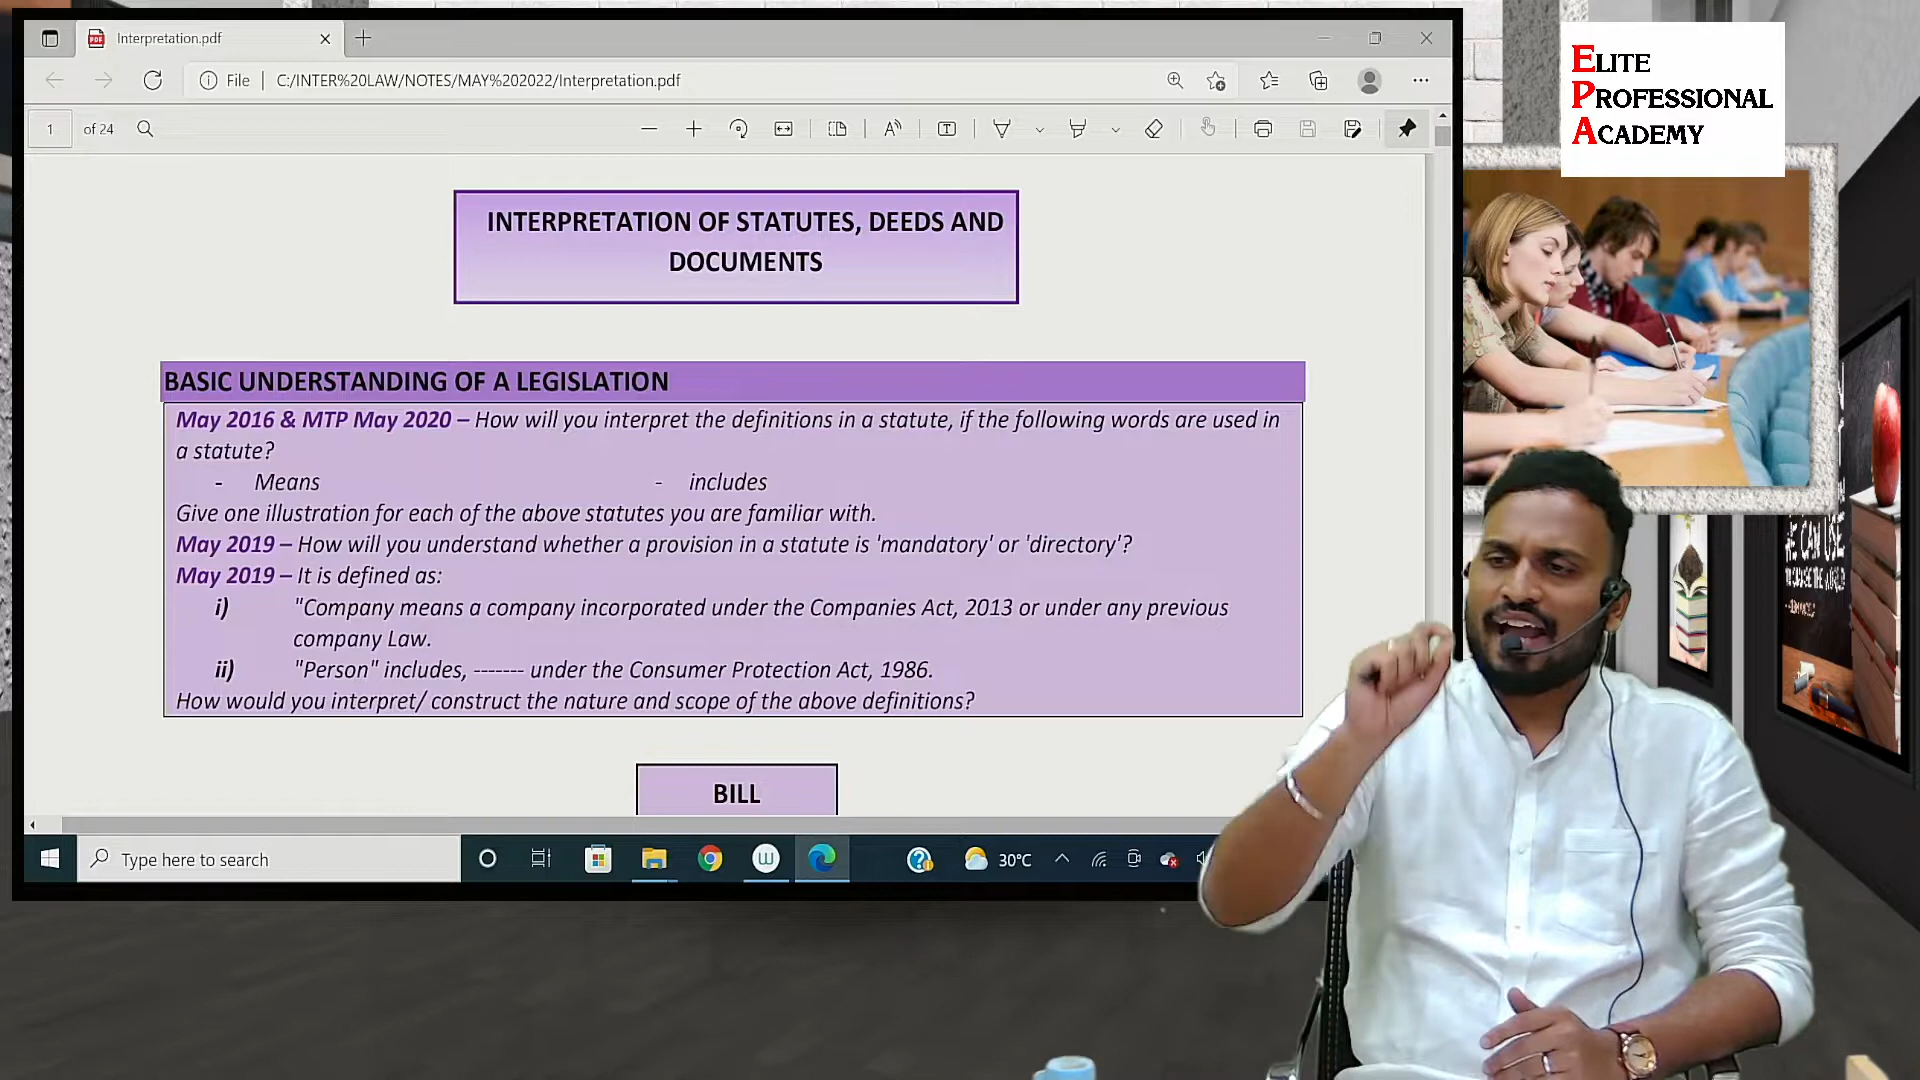 Interpretation.pdf
File
C:/INTER%20LAW/NOTES/MAY%202022/Interpretation.pdf
1 of 24
ELITE
PROFESSIONAL
ACADEMY
INTERPRETATION OF STATUTES, DEEDS AND
DOCUMENTS
BASIC UNDERSTANDING OF A LEGISLATION
May 2016 & MTP May 2020 – How will you interpret the definitions in a statute, if the following words are used in
a statute?
- Means - includes
Give one illustration for each of the above statutes you are familiar with.
May 2019 – How will you understand whether a provision in a statute is 'mandatory' or 'directory'?
May 2019 – It is defined as:
i) "Company means a company incorporated under the Companies Act, 2013 or under any previous
company Law.
ii) "Person" includes, ------- under the Consumer Protection Act, 1986.
How would you interpret/ construct the nature and scope of the above definitions?
BILL
Type here to search
30°C